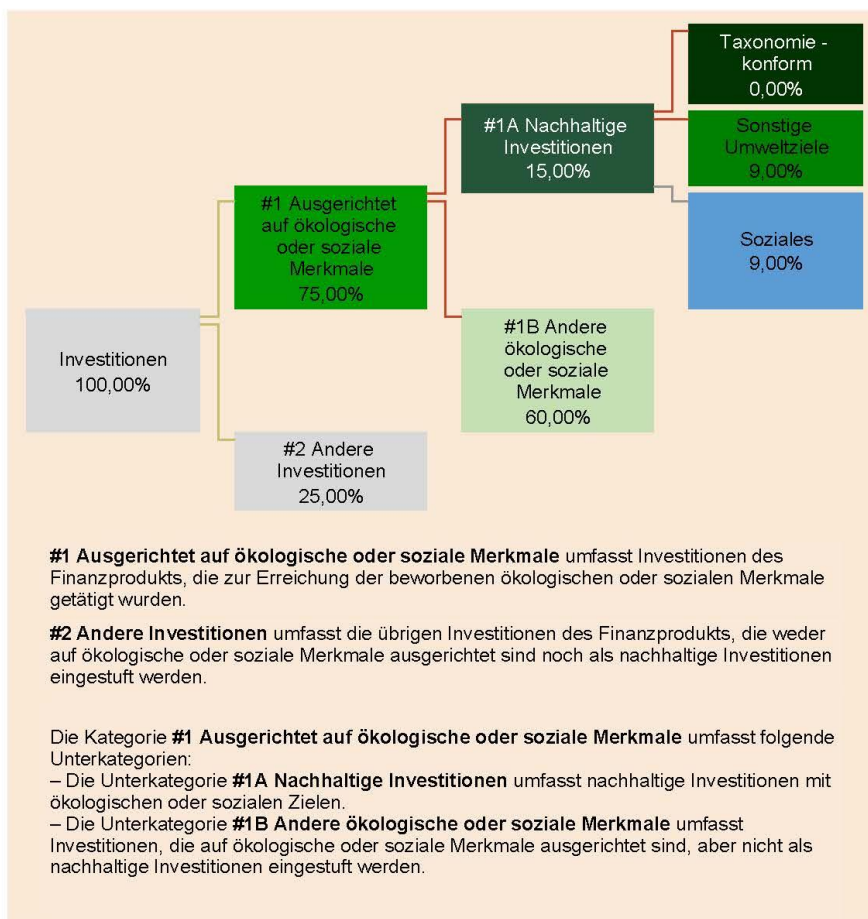 Taxonomie -
konform
0,00%
#1A Nachhaltige
Investitionen
15,00%
Sonstige
Umweltziele
9,00%
#1 Ausgerichtet
auf ökologische
oder soziale
Merkmale
75,00%
Soziales
9,00%
Investitionen
100,00%
#1B Andere
ökologische
oder soziale
Merkmale
60,00%
#2 Andere
Investitionen
25,00%
#1 Ausgerichtet auf ökologische oder soziale Merkmale umfasst Investitionen des
Finanzprodukts, die zur Erreichung der beworbenen ökologischen oder sozialen Merkmale
getätigt wurden.
#2 Andere Investitionen umfasst die übrigen Investitionen des Finanzprodukts, die weder
auf ökologische oder soziale Merkmale ausgerichtet sind noch als nachhaltige Investitionen
eingestuft werden.
Die Kategorie #1 Ausgerichtet auf ökologische oder soziale Merkmale umfasst folgende
Unterkategorien:
– Die Unterkategorie #1A Nachhaltige Investitionen umfasst nachhaltige Investitionen mit
ökologischen oder sozialen Zielen.
– Die Unterkategorie #1B Andere ökologische oder soziale Merkmale umfasst
Investitionen, die auf ökologische oder soziale Merkmale ausgerichtet sind, aber nicht als
nachhaltige Investitionen eingestuft werden.